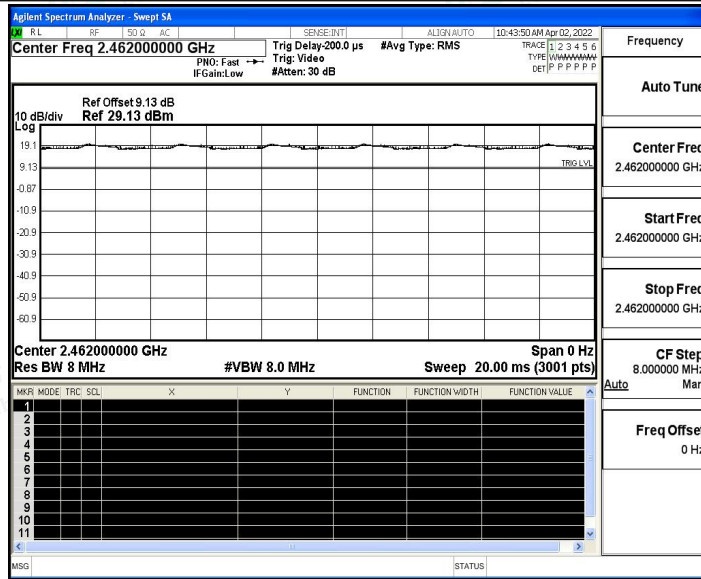 Agilent Spectrum Analyzer - Swept SA
LXI RL RF 50 Ω AC SENSE:INT ALIGN AUTO 10:43:50 AM Apr 02, 2022
Center Freq 2.462000000 GHz Trig Delay-200.0 µs #Avg Type: RMS TRACE 1 2 3 4 5 6
PNO: Fast Trig: Video TYPE
IFGain:Low #Atten: 30 dB DET P P P P P P
Ref Offset 9.13 dB
10 dB/div Ref 29.13 dBm
Log
19.1
9.13 TRIG LVL
-0.87
-10.9
-20.9
-30.9
-40.9
-50.9
-60.9
Center 2.462000000 GHz Span 0 Hz
Res BW 8 MHz #VBW 8.0 MHz Sweep 20.00 ms (3001 pts)
MKR MODE TRC SCL X Y FUNCTION FUNCTION WIDTH FUNCTION VALUE
1
2
3
4
5
6
7
8
9
10
11
MSG STATUS
Frequency
Auto Tune
Center Freq
2.462000000 GHz
Start Freq
2.462000000 GHz
Stop Freq
2.462000000 GHz
CF Step
8.000000 MHz
Auto Man
Freq Offset
0 Hz